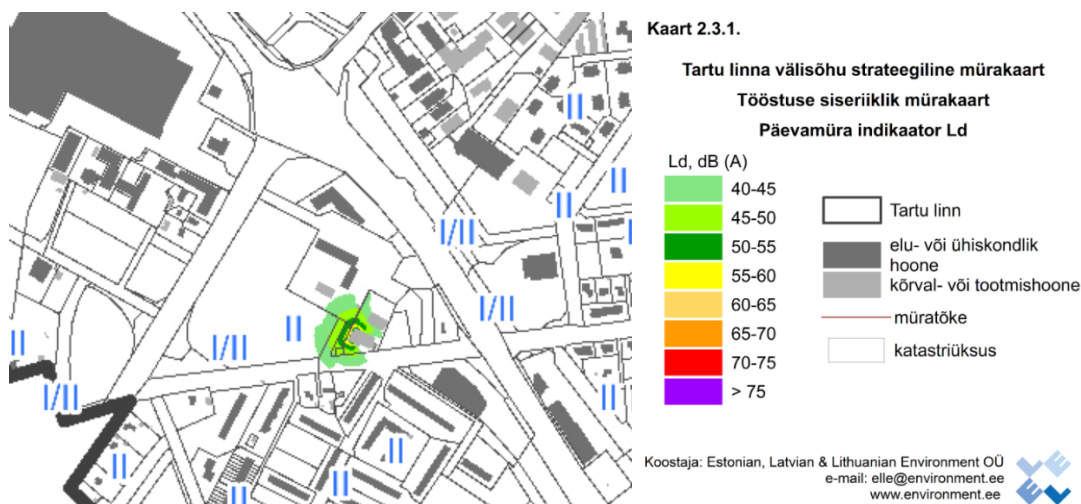 Kaart 2.3.1.
Tartu linna välisõhu strateegiline mürakaart
Tööstuse siseriiklik mürakaart
Päevamüra indikaator Ld
Ld, dB (A)
40-45
45-50
50-55
55-60
60-65
65-70
70-75
> 75
Tartu linn
elu- või ühiskondlik
hoone
kõrval- või tootmishoone
müratõke
katastriüksus
Koostaja: Estonian, Latvian & Lithuanian Environment OÜ
e-mail: elle@environment.ee
www.environment.ee
II
II
II
I/II
I/II
II
I/II
II
I/II
II
II
II
II
II